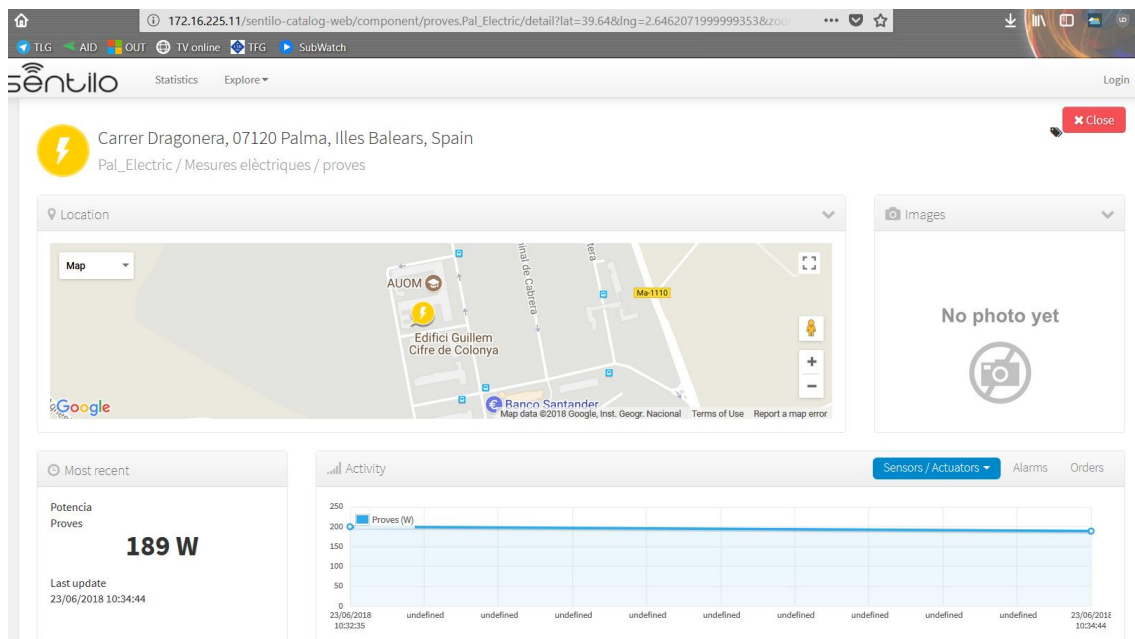 172.16.225.11/sentilo-catalog-web/component/proves.Pal_Electric/detail?lat=39.64&lng=2.6462071999999353&zoo
TLG AID OUT TV online TFG SubWatch
sentilo Statistics Explore Login
Close
Carrer Dragonera, 07120 Palma, Illes Balears, Spain
Pal_Electric / Mesures elèctriques / proves
Location
Images
Map
AUOM
inal de Cabrera
tera
Ma-1110
Edifici Guillem
Cifre de Colonya
Banco Santander
Google
Map data ©2018 Google, Inst. Geogr. Nacional Terms of Use Report a map error
No photo yet
Most recent
Activity
Sensors / Actuators Alarms Orders
Potencia
Proves
189 W
Last update
23/06/2018 10:34:44
Proves (W)
250
200
150
100
50
0
23/06/2018 undefined undefined undefined undefined undefined undefined undefined undefined 23/06/2018
10:32:35 10:34:44